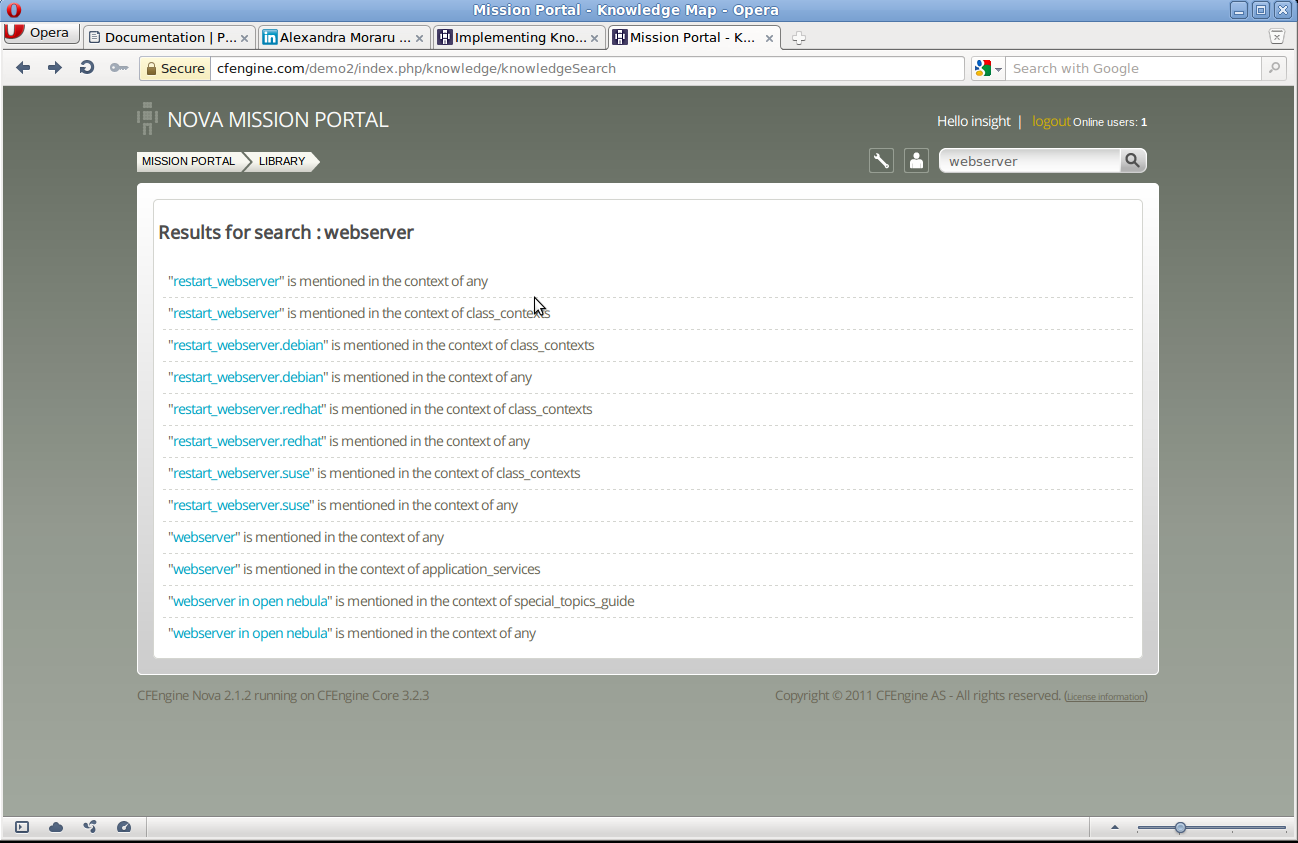 Mission Portal - Knowledge Map - Opera
Opera
Documentation | P...
Alexandra Moraru ...
Implementing Kno...
Mission Portal - K...
Secure
cfengine.com/demo2/index.php/knowledge/knowledgeSearch
Search with Google
NOVA MISSION PORTAL
Hello insight | logout Online users: 1
MISSION PORTAL
LIBRARY
webserver
Results for search : webserver
"restart_webserver" is mentioned in the context of any
"restart_webserver" is mentioned in the context of class_contexts
"restart_webserver.debian" is mentioned in the context of class_contexts
"restart_webserver.debian" is mentioned in the context of any
"restart_webserver.redhat" is mentioned in the context of class_contexts
"restart_webserver.redhat" is mentioned in the context of any
"restart_webserver.suse" is mentioned in the context of class_contexts
"restart_webserver.suse" is mentioned in the context of any
"webserver" is mentioned in the context of any
"webserver" is mentioned in the context of application_services
"webserver in open nebula" is mentioned in the context of special_topics_guide
"webserver in open nebula" is mentioned in the context of any
CFEngine Nova 2.1.2 running on CFEngine Core 3.2.3
Copyright © 2011 CFEngine AS - All rights reserved. (License information)